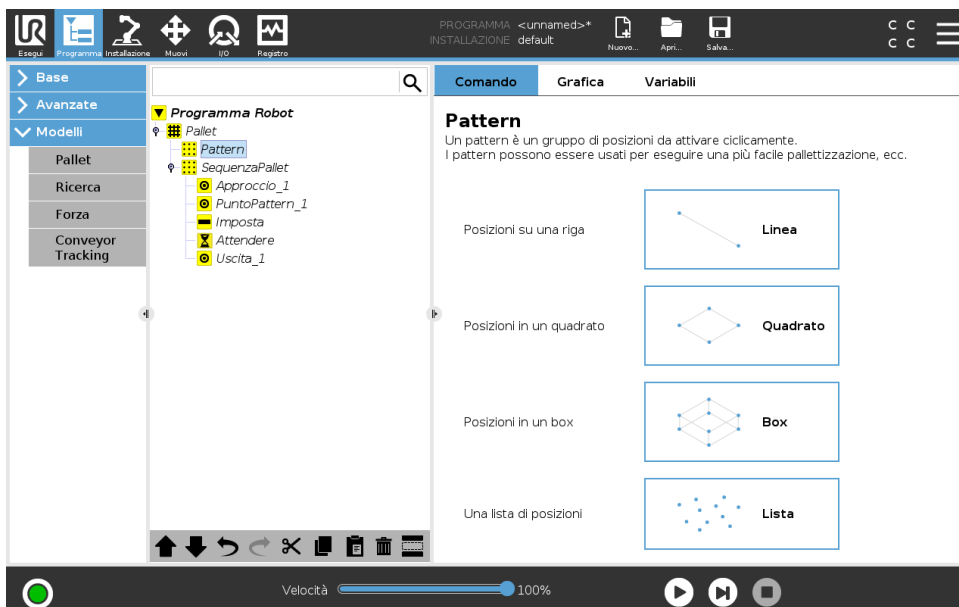 UR
PROGRAMMA <unnamed>*
INSTALLAZIONE default
Esegui
Programma
Installazione
Muovi
I/O
Registro
Nuovo...
Apri...
Salva...
C C
C C
Base
Avanzate
Modelli
Pallet
Ricerca
Forza
Conveyor
Tracking
Programma Robot
Pallet
Pattern
SequenzaPallet
Approccio_1
PuntoPattern_1
Imposta
Attendere
Uscita_1
Comando
Grafica
Variabili
Pattern
Un pattern è un gruppo di posizioni da attivare ciclicamente.
I pattern possono essere usati per eseguire una più facile pallettizzazione, ecc.
Posizioni su una riga
Linea
Posizioni in un quadrato
Quadrato
Posizioni in un box
Box
Una lista di posizioni
Lista
Velocità
100%